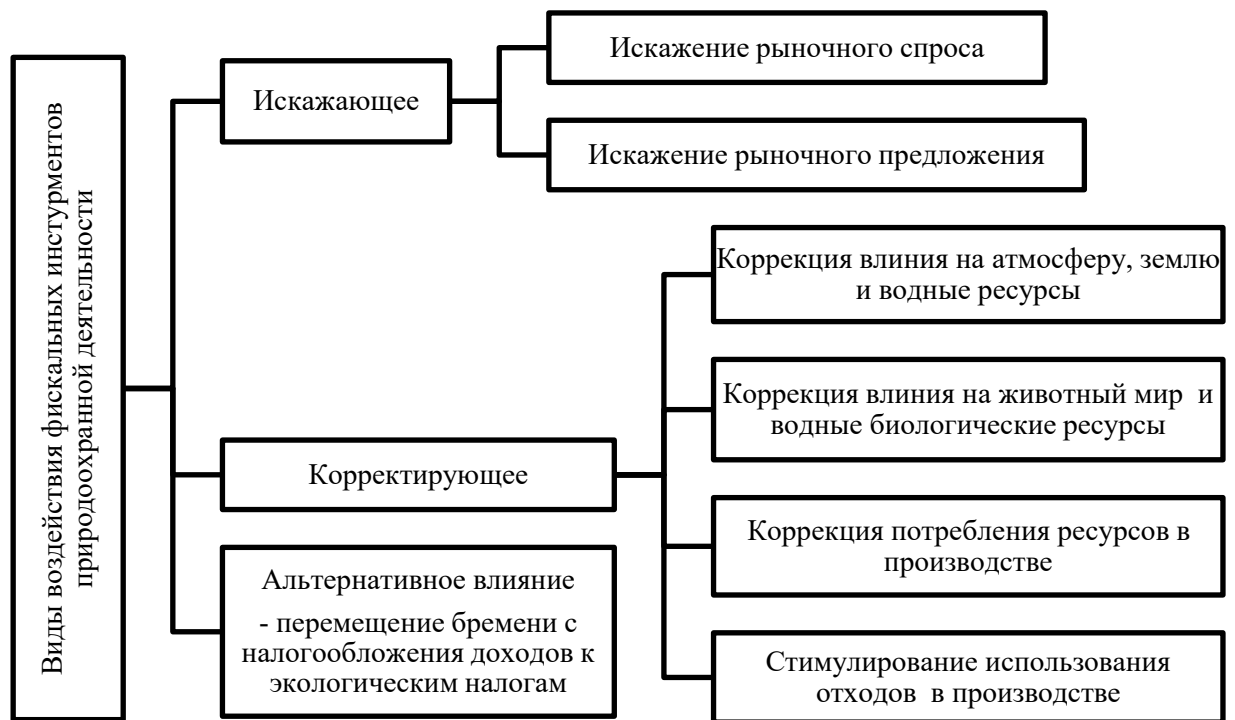 Виды воздействия фискальных инстурментов
природоохранной деятельности
Искажающее
Искажение рыночного спроса
Искажение рыночного предложения
Корректирующее
Коррекция влиния на атмосферу, землю
и водные ресурсы
Коррекция влиния на животный мир и
водные биологические ресурсы
Коррекция потребления ресурсов в
производстве
Стимулирование использования
отходов в производстве
Альтернативное влияние
- перемещение бремени с
налогообложения доходов к
экологическим налогам